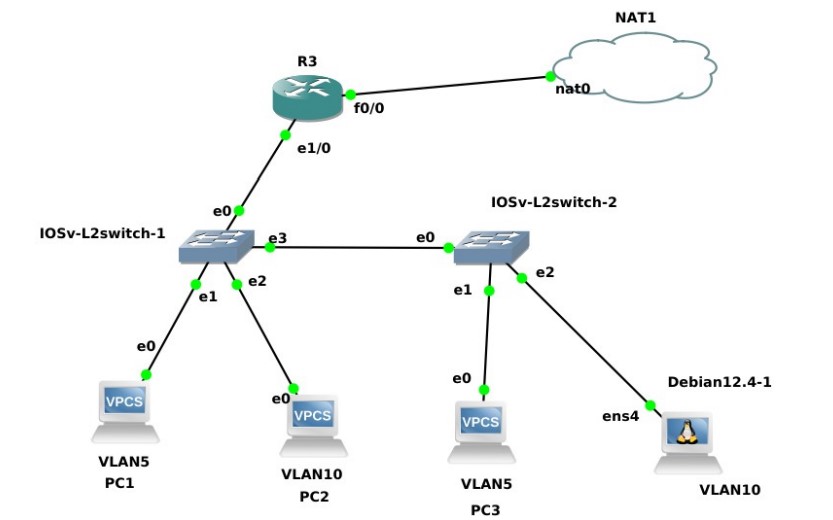 NAT1
R3
nat0
f0/0
e1/0
IOSv-L2switch-2
e0
IOSv-L2switch-1
e3
e0
e2
e2
e1
e1
e0
e0
Debian12.4-1
e0
ens4
VPCS
VPCS
VPCS
VLAN5
PC1
VLAN10
PC2
VLAN5
PC3
VLAN10